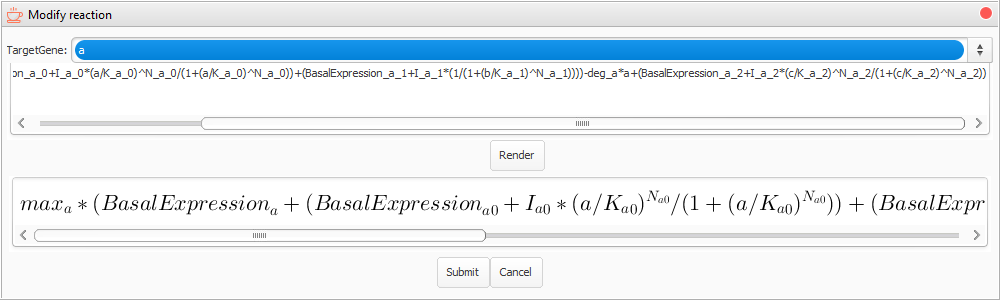 Modify reaction
TargetGene: a
on_a_0+I_a_0*(a/K_a_0)^N_a_0/(1+(a/K_a_0)^N_a_0))+(BasalExpression_a_1+I_a_1*(1/(1+(b/K_a_1)^N_a_1))))-deg_a*a+(BasalExpression_a_2+I_a_2*(c/K_a_2)^N_a_2/(1+(c/K_a_2)^N_a_2))
Render
max_a ∗ (BasalExpression_a + (BasalExpression_{a0} + I_{a0} ∗ (a/K_{a0})^{N_{a0}}/(1 + (a/K_{a0})^{N_{a0}})) + (BasalExpr
Submit Cancel